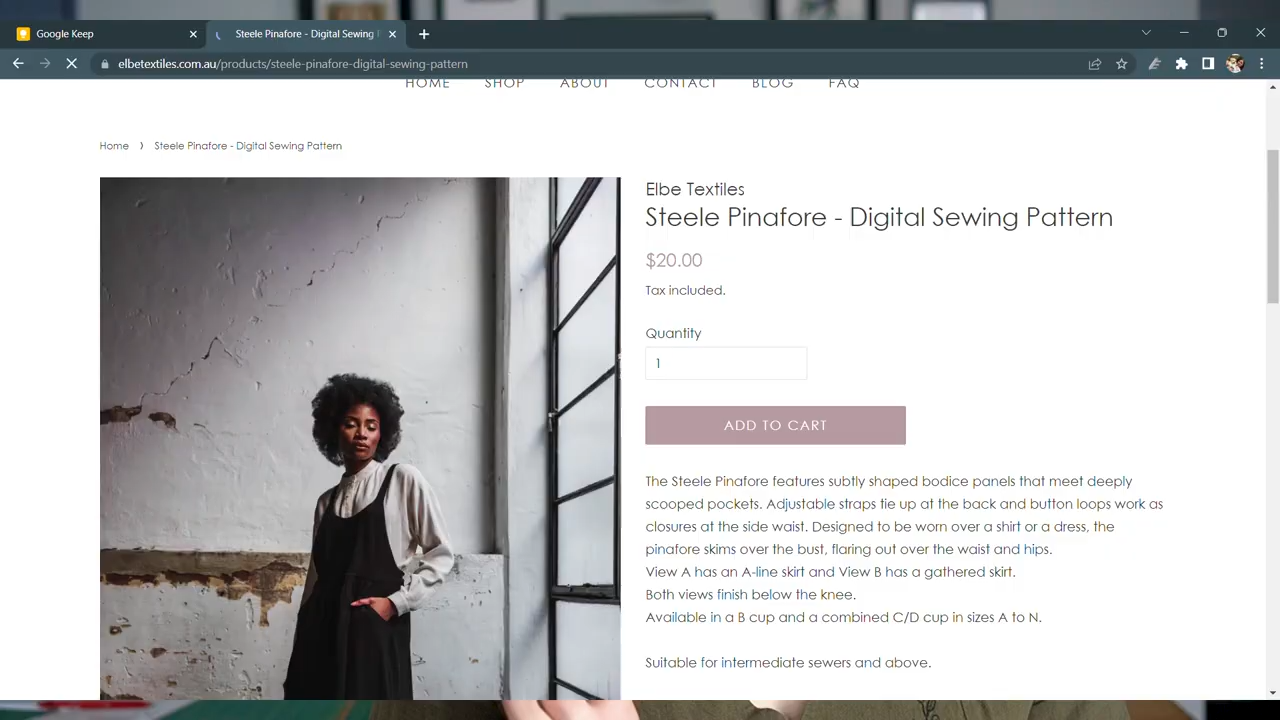 Google Keep
Steele Pinafore - Digital Sewing
elbetextiles.com.au/products/steele-pinafore-digital-sewing-pattern
HOME SHOP ABOUT CONTACT BLOG FAQ
Home › Steele Pinafore - Digital Sewing Pattern
Elbe Textiles
Steele Pinafore - Digital Sewing Pattern
$20.00
Tax included.
Quantity
1
ADD TO CART
The Steele Pinafore features subtly shaped bodice panels that meet deeply
scooped pockets. Adjustable straps tie up at the back and button loops work as
closures at the side waist. Designed to be worn over a shirt or a dress, the
pinafore skims over the bust, flaring out over the waist and hips.
View A has an A-line skirt and View B has a gathered skirt.
Both views finish below the knee.
Available in a B cup and a combined C/D cup in sizes A to N.
Suitable for intermediate sewers and above.